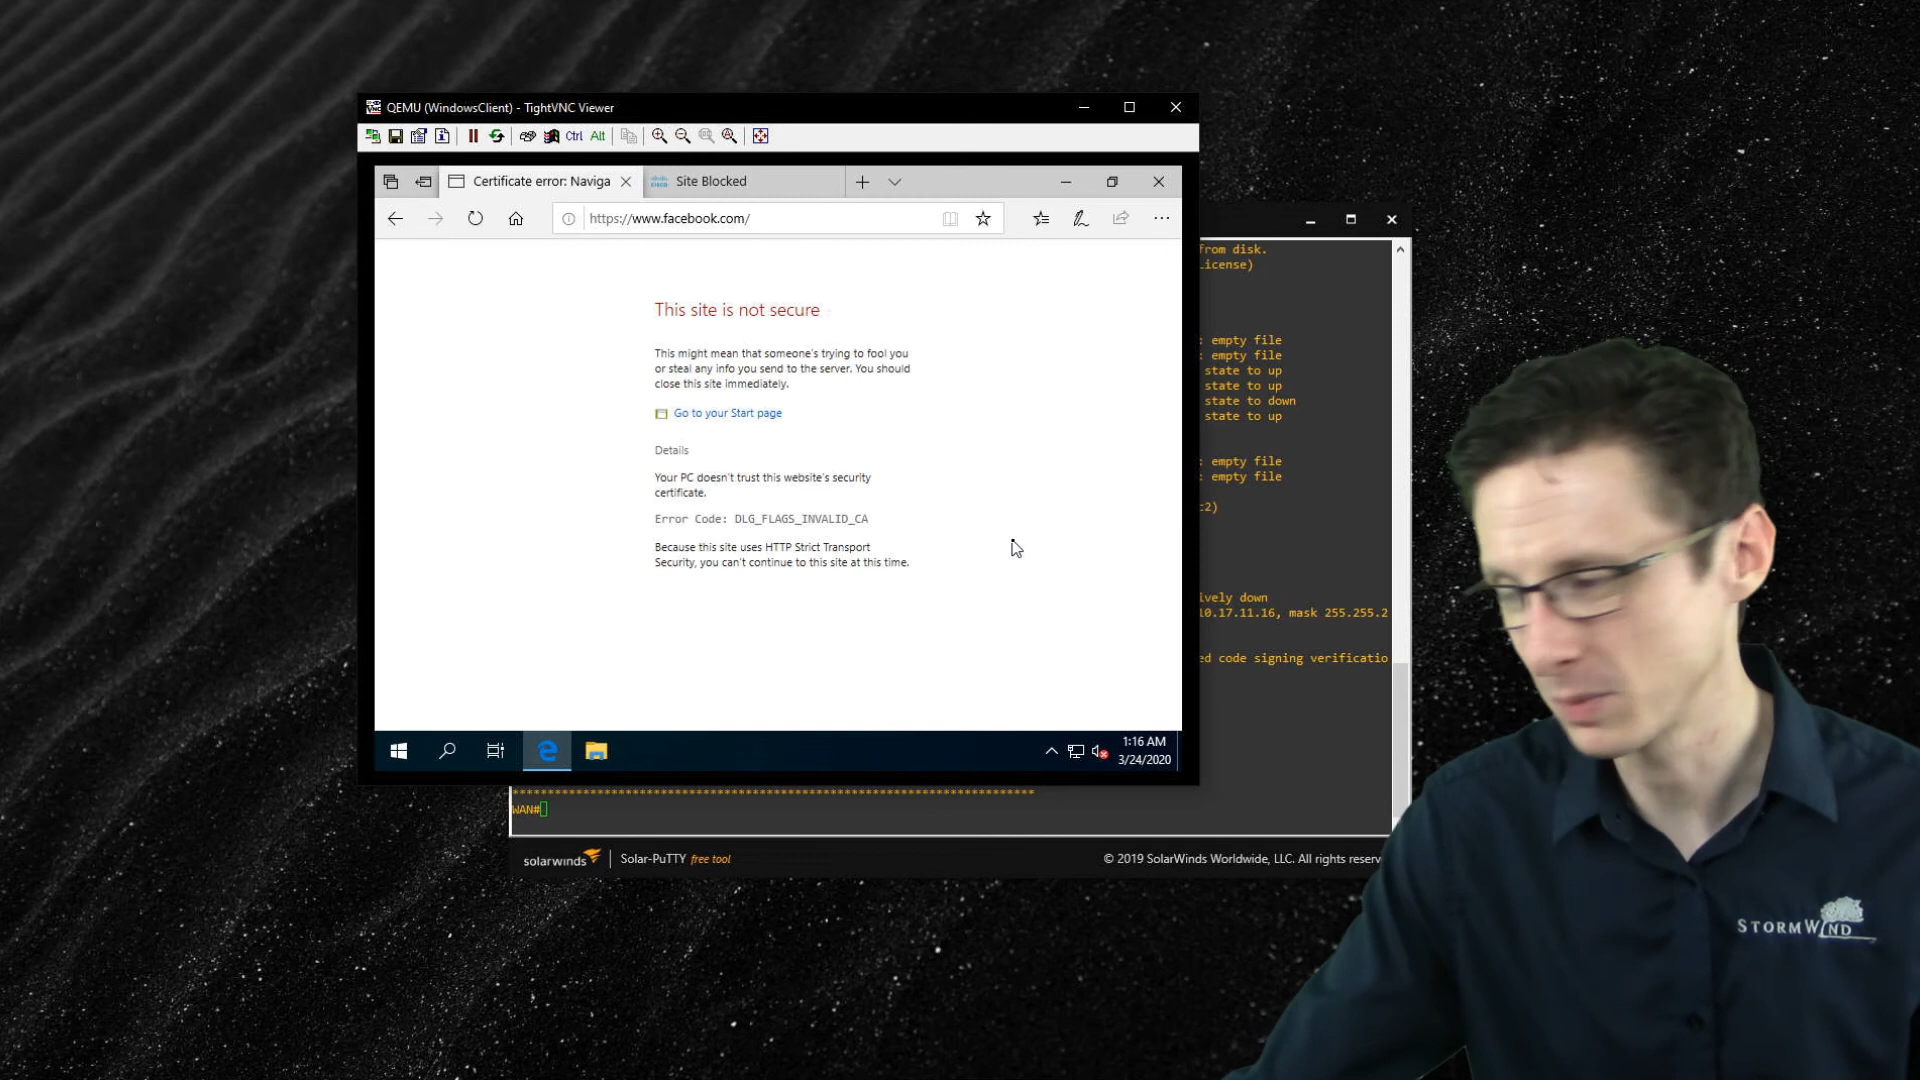 QEMU (WindowsClient) - TightVNC Viewer
Ctrl Alt
Certificate error: Naviga
Site Blocked
https://www.facebook.com/
This site is not secure
This might mean that someone's trying to fool you
or steal any info you send to the server. You should
close this site immediately.
Go to your Start page
Details
Your PC doesn't trust this website's security
certificate.
Error Code: DLG_FLAGS_INVALID_CA
Because this site uses HTTP Strict Transport
Security, you can't continue to this site at this time.
1:16 AM
3/24/2020
from disk.
icense)
: empty file
: empty file
state to up
state to up
state to down
state to up
: empty file
: empty file
:2)
ively down
10.17.11.16, mask 255.255.2
ed code signing verificatio
**************************************************************************
WAN#
solarwinds
Solar-PuTTY free tool
© 2019 SolarWinds Worldwide, LLC. All rights reserv
STORMWIND